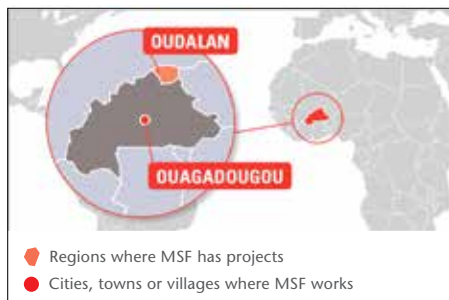 OUDALAN
OUAGADOUGOU
Regions where MSF has projects
Cities, towns or villages where MSF works